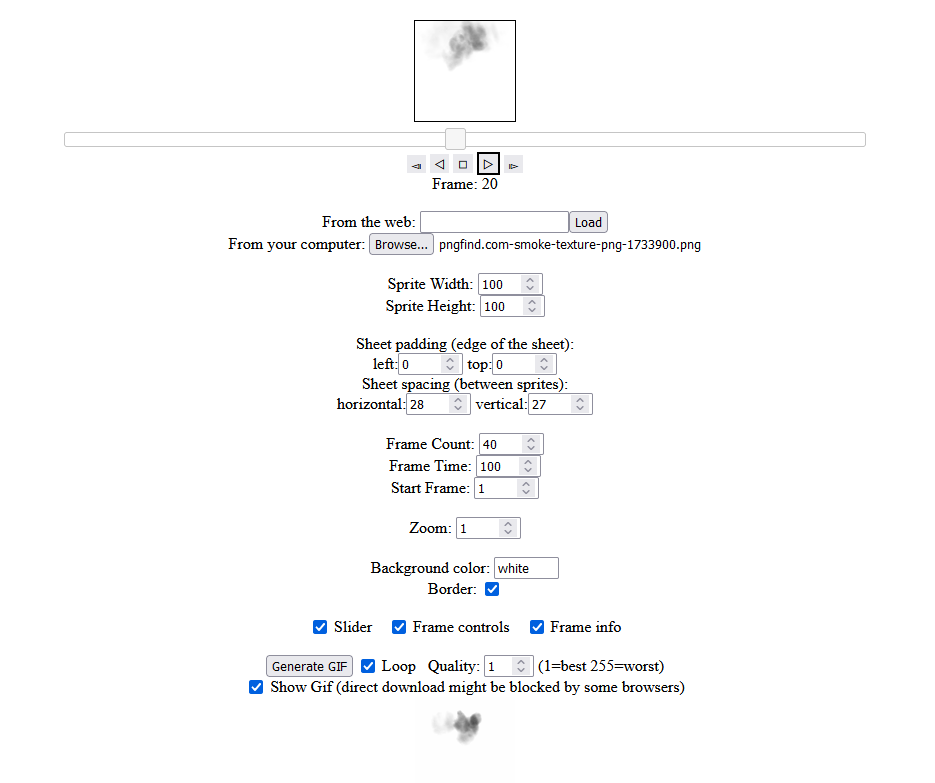 Frame: 20
From the web: Load
From your computer: Browse... pngfind.com-smoke-texture-png-1733900.png
Sprite Width: 100
Sprite Height: 100
Sheet padding (edge of the sheet):
left: 0 top: 0
Sheet spacing (between sprites):
horizontal: 28 vertical: 27
Frame Count: 40
Frame Time: 100
Start Frame: 1
Zoom: 1
Background color: white
Border:
Slider Frame controls Frame info
Generate GIF Loop Quality: 1 (1=best 255=worst)
Show Gif (direct download might be blocked by some browsers)